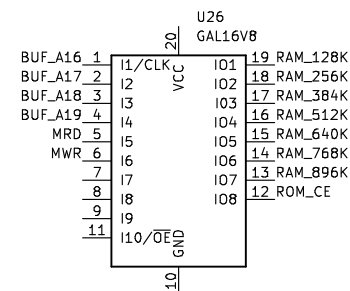 U26
GAL16V8
20
VCC
BUF_A16 1 I1/CLK IO1 19 RAM_128K
BUF_A17 2 I2 IO2 18 RAM_256K
BUF_A18 3 I3 IO3 17 RAM_384K
BUF_A19 4 I4 IO4 16 RAM_512K
MRD 5 I5 IO5 15 RAM_640K
MWR 6 I6 IO6 14 RAM_768K
7 I7 IO7 13 RAM_896K
8 I8 IO8 12 ROM_CE
9 I9
11 I10/OE
GND
10